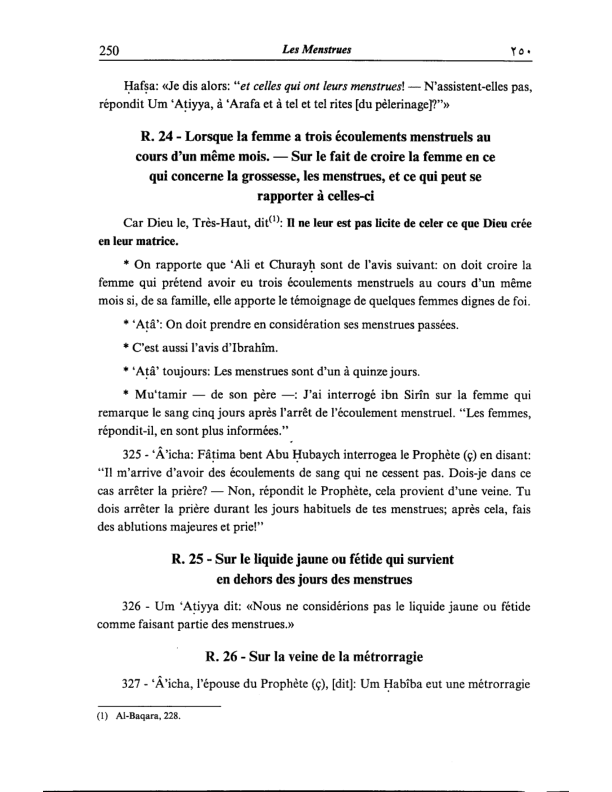 250 Les Menstrues ٢٥٠
Ḥafṣa: «Je dis alors: “et celles qui ont leurs menstrues! — N’assistent-elles pas,
répondit Um ‘Aṭiyya, à ‘Arafa et à tel et tel rites [du pèlerinage]?”»
R. 24 - Lorsque la femme a trois écoulements menstruels au
cours d’un même mois. — Sur le fait de croire la femme en ce
qui concerne la grossesse, les menstrues, et ce qui peut se
rapporter à celles-ci
Car Dieu le, Très-Haut, dit(1): Il ne leur est pas licite de celer ce que Dieu crée
en leur matrice.
* On rapporte que ‘Ali et Churayḥ sont de l’avis suivant: on doit croire la
femme qui prétend avoir eu trois écoulements menstruels au cours d’un même
mois si, de sa famille, elle apporte le témoignage de quelques femmes dignes de foi.
* ‘Aṭâ’: On doit prendre en considération ses menstrues passées.
* C’est aussi l’avis d’Ibrahîm.
* ‘Aṭâ’ toujours: Les menstrues sont d’un à quinze jours.
* Mu‘tamir — de son père —: J’ai interrogé ibn Sirîn sur la femme qui
remarque le sang cinq jours après l’arrêt de l’écoulement menstruel. “Les femmes,
répondit-il, en sont plus informées.”
325 - ‘Â’icha: Fâṭima bent Abu Ḥubaych interrogea le Prophète (ç) en disant:
“Il m’arrive d’avoir des écoulements de sang qui ne cessent pas. Dois-je dans ce
cas arrêter la prière? — Non, répondit le Prophète, cela provient d’une veine. Tu
dois arrêter la prière durant les jours habituels de tes menstrues; après cela, fais
des ablutions majeures et prie!”
R. 25 - Sur le liquide jaune ou fétide qui survient
en dehors des jours des menstrues
326 - Um ‘Aṭiyya dit: «Nous ne considérions pas le liquide jaune ou fétide
comme faisant partie des menstrues.»
R. 26 - Sur la veine de la métrorragie
327 - ‘Â’icha, l’épouse du Prophète (ç), [dit]: Um Ḥabîba eut une métrorragie
(1) Al-Baqara, 228.